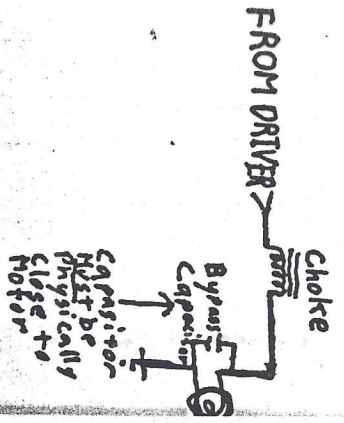 FROM DRIVER
Choke
Bypass
Capacitor
Capacitor
MUST be
Physically
Close to
Motor